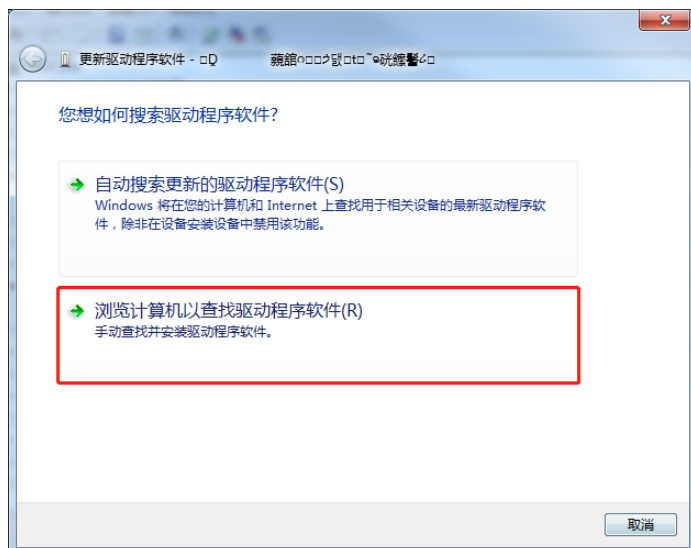 更新驱动程序软件 -
您想如何搜索驱动程序软件?
自动搜索更新的驱动程序软件(S)
Windows 将在您的计算机和 Internet 上查找用于相关设备的最新驱动程序软
件，除非在设备安装设备中禁用该功能。
浏览计算机以查找驱动程序软件(R)
手动查找并安装驱动程序软件。
取消